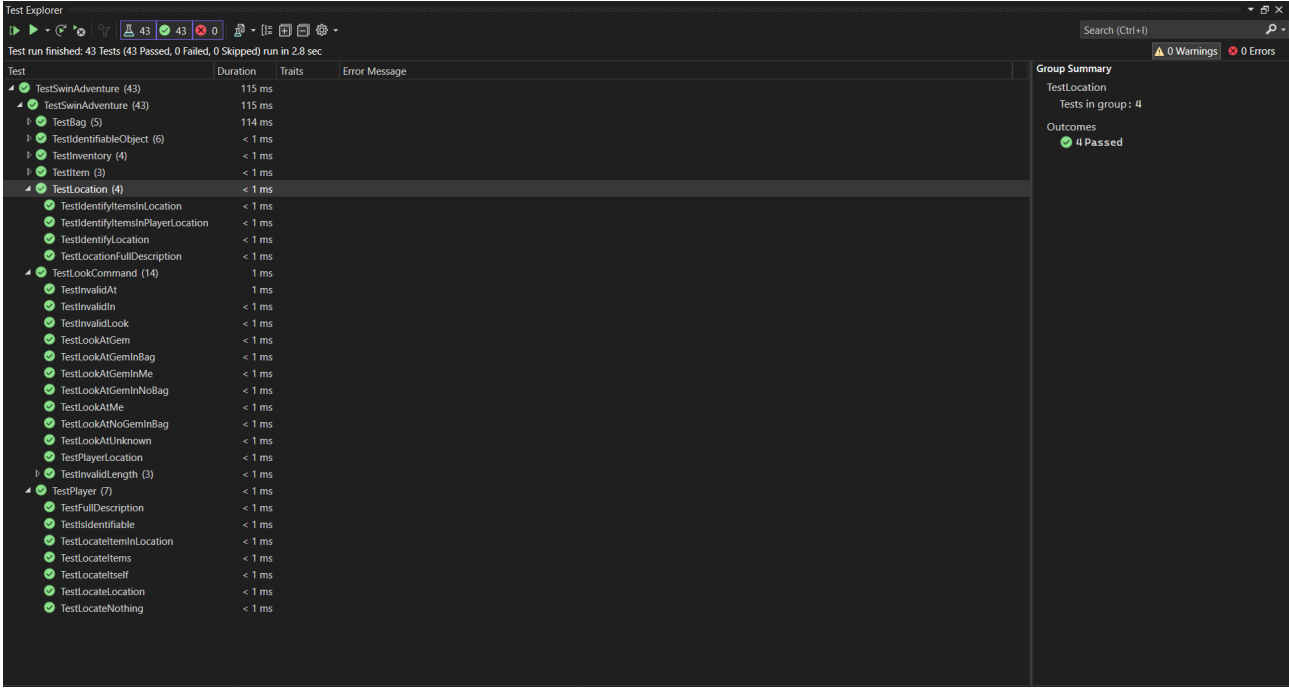 Test Explorer
43 43 0 Search (Ctrl+I)
Test run finished: 43 Tests (43 Passed, 0 Failed, 0 Skipped) run in 2.8 sec 0 Warnings 0 Errors
Test Duration Traits Error Message
TestSwinAdventure (43) 115 ms
TestSwinAdventure (43) 115 ms
TestBag (5) 114 ms
TestIdentifiableObject (6) < 1 ms
TestInventory (4) < 1 ms
TestItem (3) < 1 ms
TestLocation (4) < 1 ms
TestIdentifyItemsInLocation < 1 ms
TestIdentifyItemsInPlayerLocation < 1 ms
TestIdentifyLocation < 1 ms
TestLocationFullDescription < 1 ms
TestLookCommand (14) 1 ms
TestInvalidAt 1 ms
TestInvalidIn < 1 ms
TestInvalidLook < 1 ms
TestLookAtGem < 1 ms
TestLookAtGemInBag < 1 ms
TestLookAtGemInMe < 1 ms
TestLookAtGemInNoBag < 1 ms
TestLookAtMe < 1 ms
TestLookAtNoGemInBag < 1 ms
TestLookAtUnknown < 1 ms
TestPlayerLocation < 1 ms
TestInvalidLength (3) < 1 ms
TestPlayer (7) < 1 ms
TestFullDescription < 1 ms
TestIsIdentifiable < 1 ms
TestLocateItemInLocation < 1 ms
TestLocateItems < 1 ms
TestLocateItself < 1 ms
TestLocateLocation < 1 ms
TestLocateNothing < 1 ms
Group Summary
TestLocation
Tests in group: 4
Outcomes
4 Passed